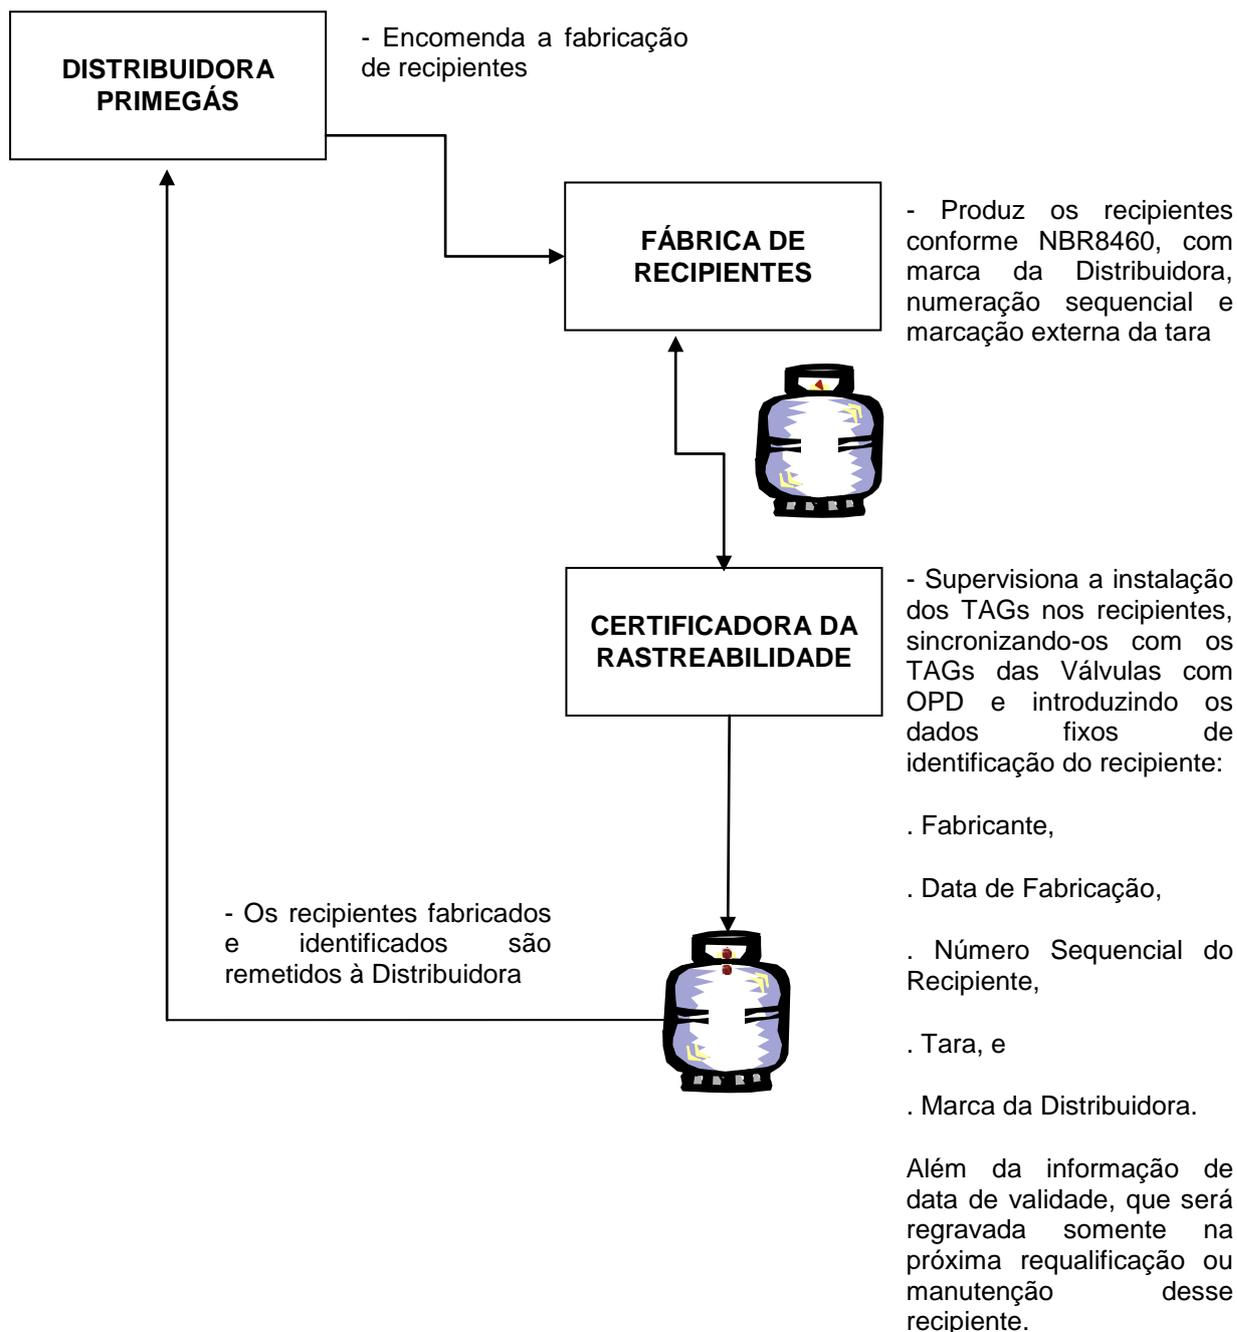 DISTRIBUIDORA
PRIMEGÁS
- Encomenda a fabricação
de recipientes
FÁBRICA DE
RECIPIENTES
- Produz os recipientes
conforme NBR8460, com
marca da Distribuidora,
numeração sequencial e
marcação externa da tara
CERTIFICADORA DA
RASTREABILIDADE
- Supervisiona a instalação
dos TAGs nos recipientes,
sincronizando-os com os
TAGs das Válvulas com
OPD e introduzindo os
dados fixos de
identificação do recipiente:
. Fabricante,
. Data de Fabricação,
. Número Sequencial do
Recipiente,
. Tara, e
. Marca da Distribuidora.
Além da informação de
data de validade, que será
regravada somente na
próxima requalificação ou
manutenção desse
recipiente.
- Os recipientes fabricados
e identificados são
remetidos à Distribuidora